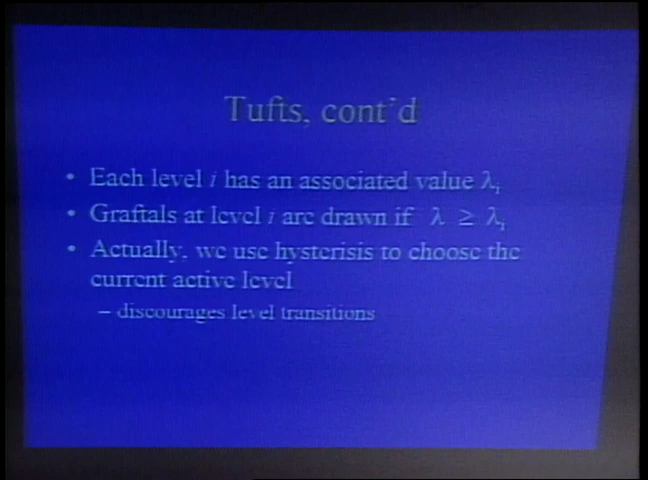 Tufts, cont'd
• Each level i has an associated value λi
• Graftals at level i are drawn if λ ≥ λi
• Actually, we use hysterisis to choose the
current active level
– discourages level transitions